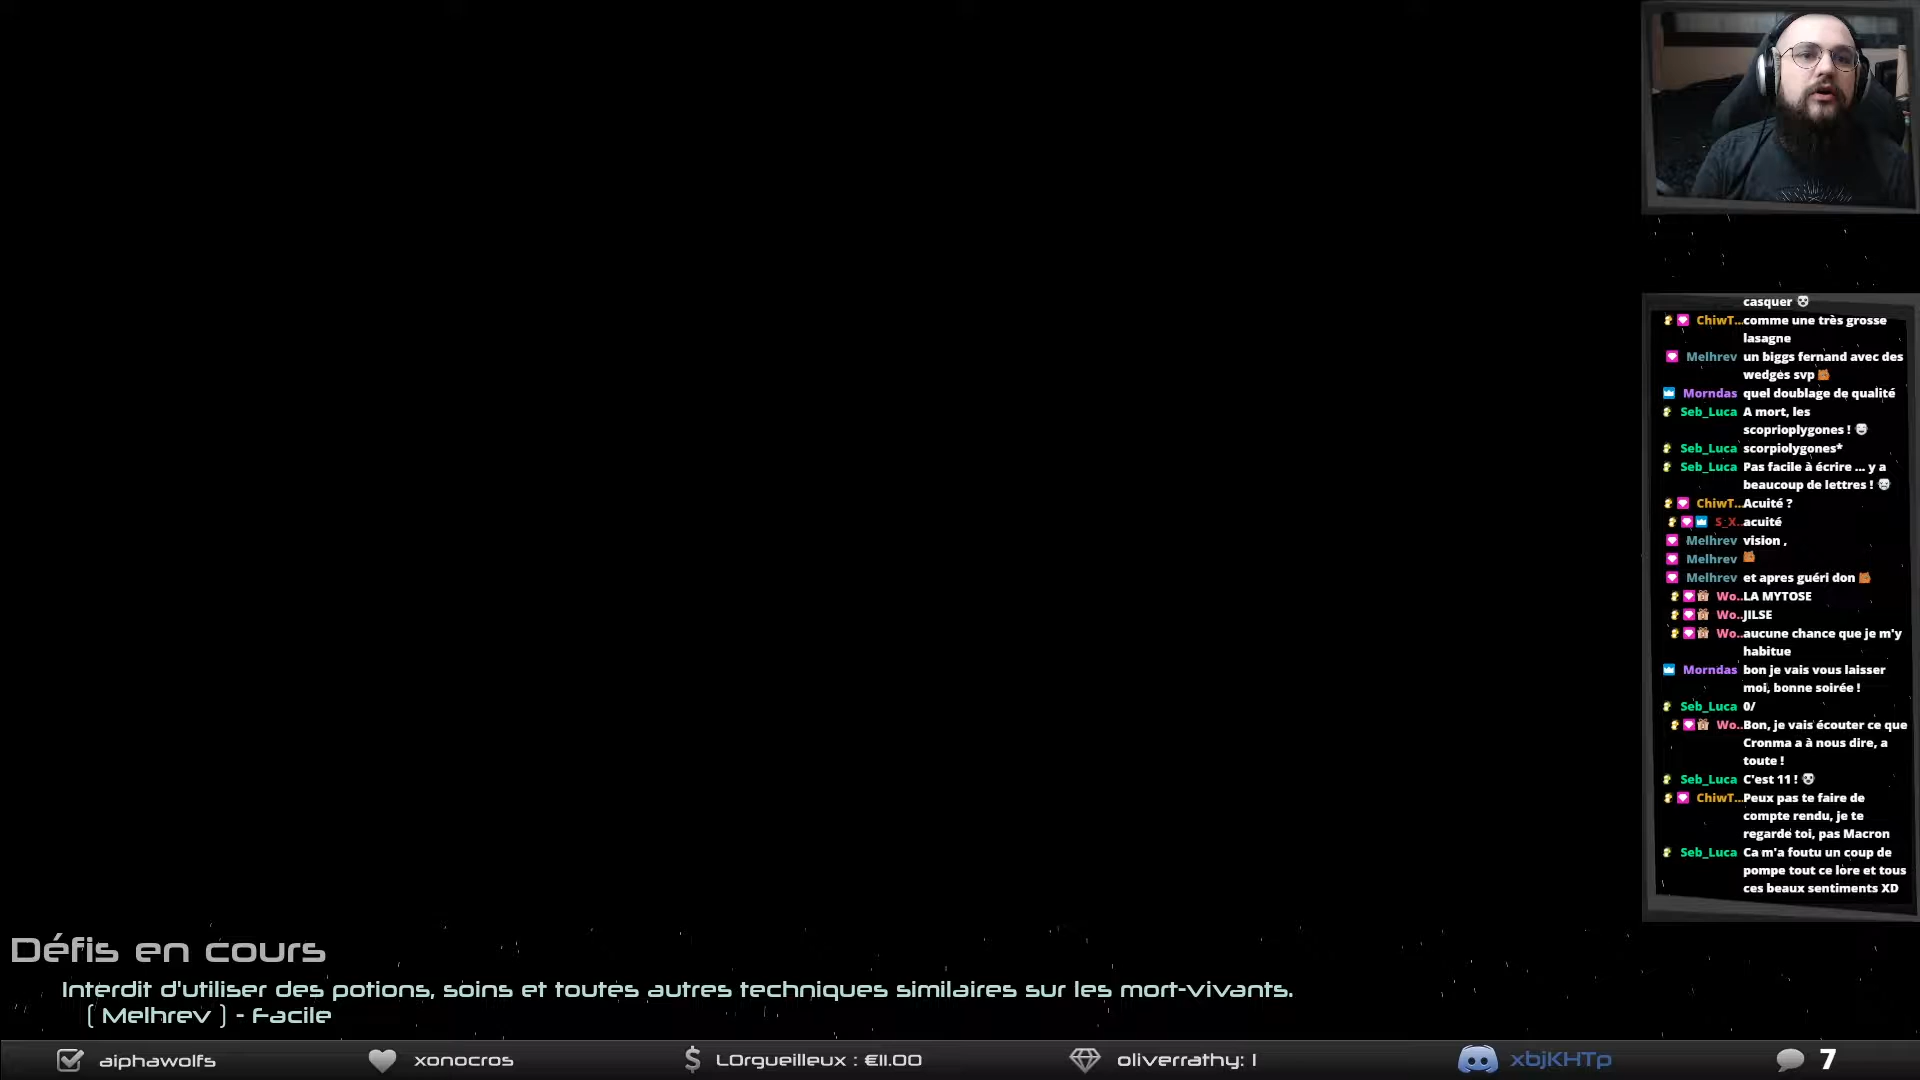 casquer
ChiwT... comme une très grosse
lasagne
Melhrev un biggs fernand avec des
wedges svp
Morndas quel doublage de qualité
Seb_Luca A mort, les
scoprioplygones !
Seb_Luca scorpiolygones*
Seb_Luca Pas facile à écrire ... y a
beaucoup de lettres !
ChiwT... Acuité ?
S_X.. acuité
Melhrev vision ,
Melhrev
Melhrev et apres guéri don
Wo.. LA MYTOSE
Wo.. JILSE
Wo.. aucune chance que je m'y
habitue
Morndas bon je vais vous laisser
moi, bonne soirée !
Seb_Luca 0/
Wo.. Bon, je vais écouter ce que
Cronma a à nous dire, a
toute !
Seb_Luca C'est 11 !
ChiwT... Peux pas te faire de
compte rendu, je te
regarde toi, pas Macron
Seb_Luca Ca m'a foutu un coup de
pompe tout ce lore et tous
ces beaux sentiments XD
Défis en cours
Interdit d'utiliser des potions, soins et toutes autres techniques similaires sur les mort-vivants.
( Melhrev ) - Facile
aiphawolfs xonocros $ L0rgueilleux : €11.00 oliverrathy: 1 xbjKHTp 7